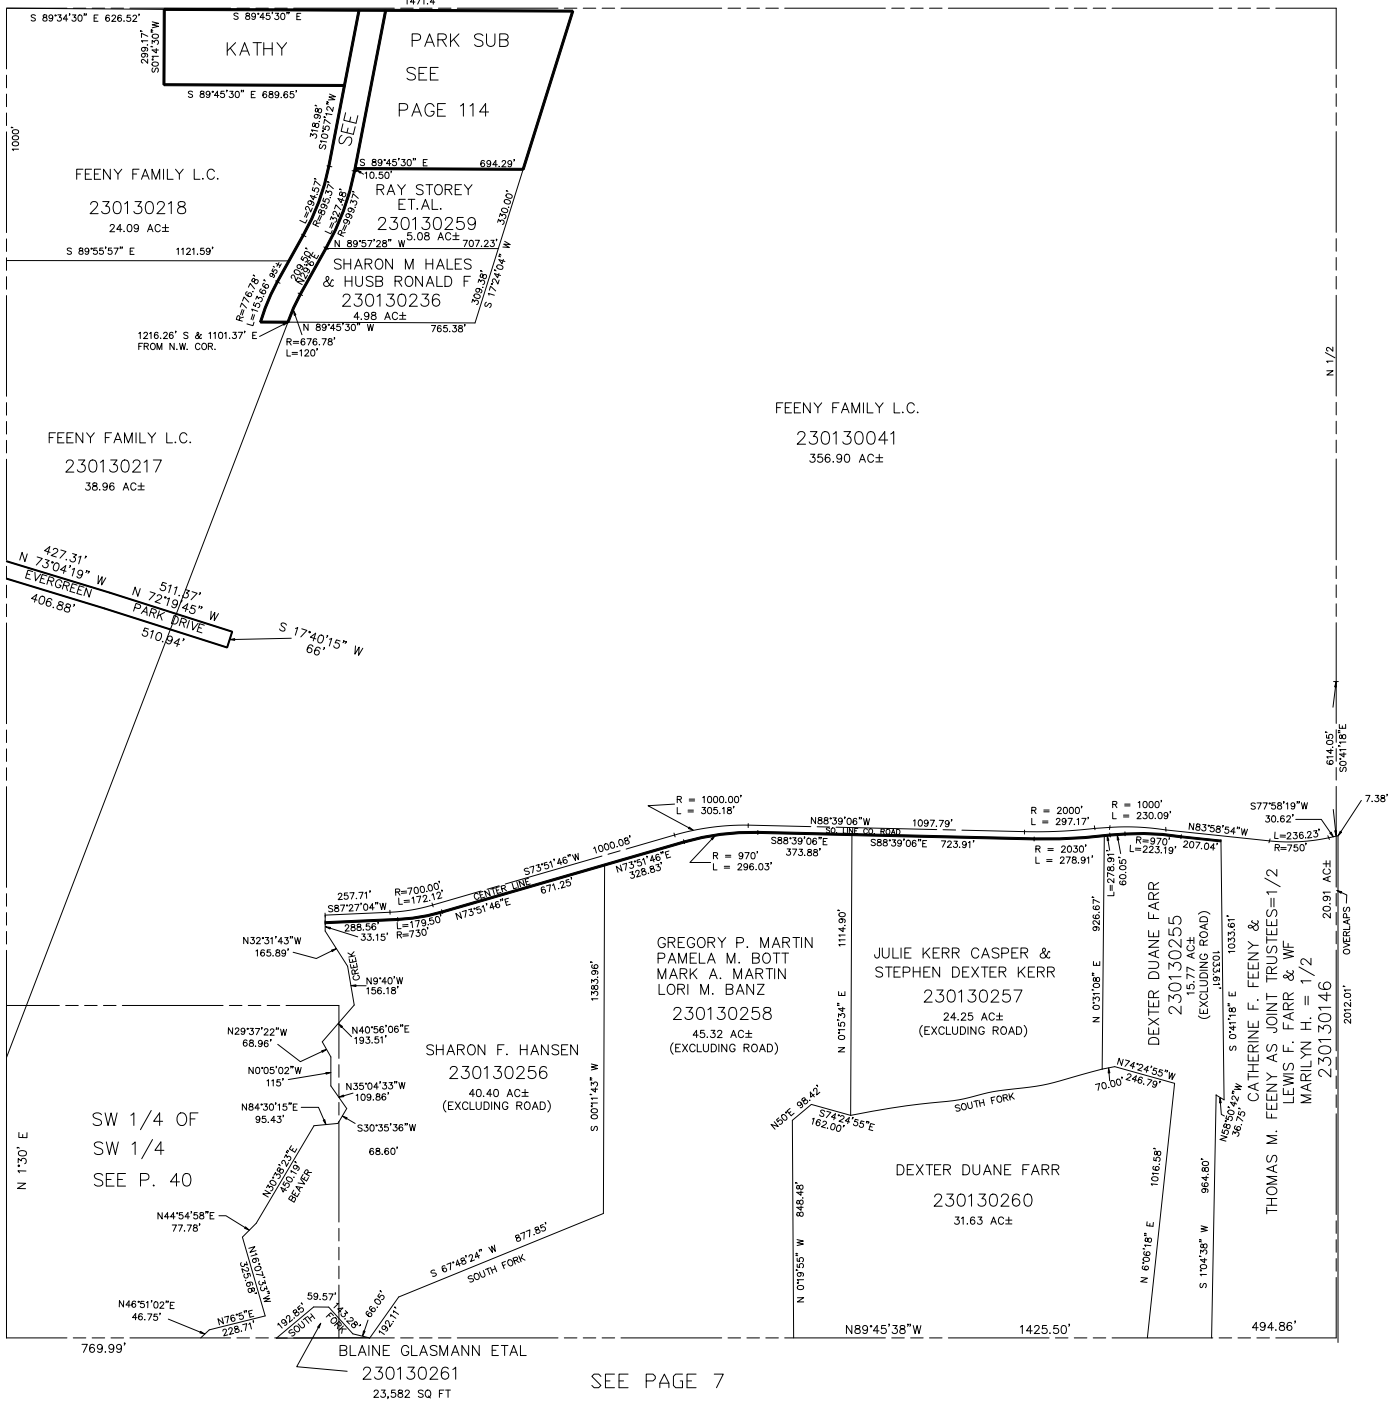 1471.4'
S 89°34'30" E 626.52'
S 89°45'30" E
299.17'
S0°14'30"W
KATHY
S 89°45'30" E 689.65'
PARK SUB
SEE
PAGE 114
SEE
318.98'
S10°57'12"W
1000'
FEENY FAMILY L.C.
230130218
24.09 AC±
S 89°55'57" E 1121.59'
S 89°45'30" E 694.29'
10.50'
RAY STOREY
ET.AL.
230130259
5.08 AC±
330.00'
L=294.57'
R=895.37'
L=327.48'
R=999.37'
N 89°57'28" W 707.23'
SHARON M HALES
& HUSB RONALD F
230130236
4.98 AC±
309.38'
S 17°24'04" W
209.50'
N29°6'E
95'±
R=776.78'
L=153.66'
N 89°45'30" W 765.38'
1216.26' S & 1101.37' E
FROM N.W. COR.
R=676.78'
L=120'
N 1/2
FEENY FAMILY L.C.
230130041
356.90 AC±
FEENY FAMILY L.C.
230130217
38.96 AC±
427.31'
N 73°04'19" W
EVERGREEN
406.88'
511.37'
N 72°19'45" W
PARK DRIVE
510.94'
S 17°40'15" W
66'
614.05'
S0°41'18"E
R = 1000.00'
L = 305.18'
N88°39'06"W 1097.79'
SO. LINE CO. ROAD
R = 2000'
L = 297.17'
R = 1000'
L = 230.09'
N83°58'54"W
S77°58'19"W
30.62'
7.38'
L=236.23'
R=750'
S88°39'06"E
373.88'
S88°39'06"E 723.91'
R = 2030'
L = 278.91'
R=970'
L=223.19'
207.04'
L=278.91'
60.05'
R = 970'
L = 296.03'
S73°51'46"W 1000.08'
N73°51'46"E
328.83'
CENTER LINE
671.25'
N73°51'46"E
257.71'
S87°27'04"W
R=700.00'
L=172.12'
288.56'
33.15'
L=179.50'
R=730'
N32°31'43"W
165.89'
CREEK
N9°40'W
156.18'
N40°56'06"E
193.51'
N29°37'22"W
68.96'
N0°05'02"W
115'
N35°04'33"W
109.86'
N84°30'15"E
95.43'
S30°35'36"W
68.60'
N30°38'23"E
450.19'
BEAVER
N44°54'58"E
77.78'
N16°07'33"W
325.68'
N46°51'02"E
46.75'
N76°5'E
228.71'
769.99'
N 1°30' E
SW 1/4 OF
SW 1/4
SEE P. 40
SHARON F. HANSEN
230130256
40.40 AC±
(EXCLUDING ROAD)
1383.96'
S 00°11'43" W
S 67°48'24" W 877.85'
SOUTH FORK
192.85'
SOUTH
59.57'
143.28'
FORK
66.05'
192.11'
BLAINE GLASMANN ETAL
230130261
23,582 SQ FT
GREGORY P. MARTIN
PAMELA M. BOTT
MARK A. MARTIN
LORI M. BANZ
230130258
45.32 AC±
(EXCLUDING ROAD)
1114.90'
N 0°15'34" E
JULIE KERR CASPER &
STEPHEN DEXTER KERR
230130257
24.25 AC±
(EXCLUDING ROAD)
926.67'
N 0°31'08" E
DEXTER DUANE FARR
230130255
15.77 AC±
(EXCLUDING ROAD)
1033.61'
1033.61'
S 0°41'18" E
CATHERINE F. FEENY &
THOMAS M. FEENY AS JOINT TRUSTEES=1/2
LEWIS F. FARR & WF
MARILYN H. = 1/2
230130146
20.91 AC±
OVERLAPS
2012.01'
N50°E 98.42'
S74°24'55"E
162.00'
SOUTH FORK
70.00'
N74°24'55"W
246.79'
N58°50'42"W
36.75'
DEXTER DUANE FARR
230130260
31.63 AC±
848.48'
N 0°19'55" W
1016.58'
N 6°06'18" E
964.80'
S 1°04'38" W
N89°45'38"W 1425.50'
494.86'
SEE PAGE 7